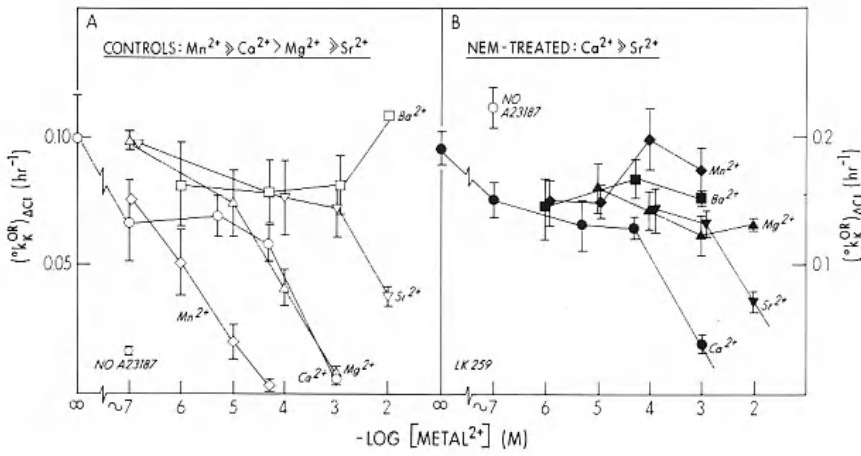 A
CONTROLS: Mn²⁺ ≫ Ca²⁺ > Mg²⁺ ≫ Sr²⁺
(°k_K^OR)_ΔCl (hr⁻¹)
0.10
0.05
0
Ba²⁺
Sr²⁺
Mn²⁺
NO A23187
Ca²⁺
Mg²⁺
∞ ~7 6 5 4 3 2
B
NEM-TREATED: Ca²⁺ ≫ Sr²⁺
NO
A23187
Mn²⁺
Ba²⁺
Mg²⁺
Sr²⁺
Ca²⁺
LK 259
0.2
0.1
0
(°k_K^OR)_ΔCl (hr⁻¹)
∞ ~7 6 5 4 3 2
-LOG [METAL²⁺] (M)